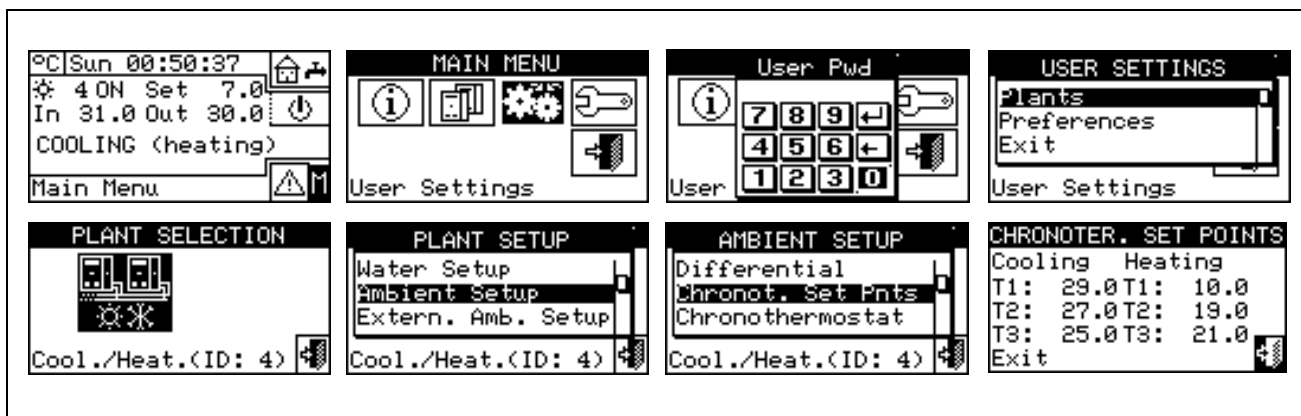 °C Sun 00:50:37
4 ON Set 7.0
In 31.0 Out 30.0
COOLING (heating)
Main Menu M
MAIN MENU
User Settings
User Pwd
7 8 9
4 5 6
1 2 3 0
User
USER SETTINGS
Plants
Preferences
Exit
User Settings
PLANT SELECTION
Cool./Heat.(ID: 4)
PLANT SETUP
Water Setup
Ambient Setup
Extern. Amb. Setup
Cool./Heat.(ID: 4)
AMBIENT SETUP
Differential
Chronot. Set Pnts
Chronothermostat
Cool./Heat.(ID: 4)
CHRONOTER. SET POINTS
Cooling Heating
T1: 29.0 T1: 10.0
T2: 27.0 T2: 19.0
T3: 25.0 T3: 21.0
Exit